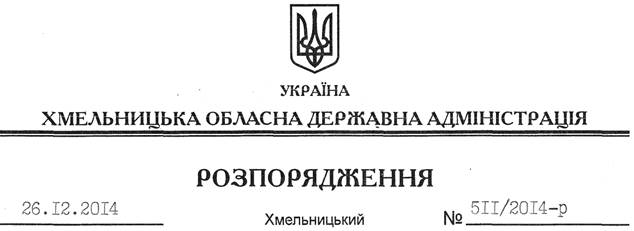 УКРАЇНА
ХМЕЛЬНИЦЬКА ОБЛАСНА ДЕРЖАВНА АДМІНІСТРАЦІЯ
РОЗПОРЯДЖЕННЯ
26.12.2014 Хмельницький № 511/2014-р